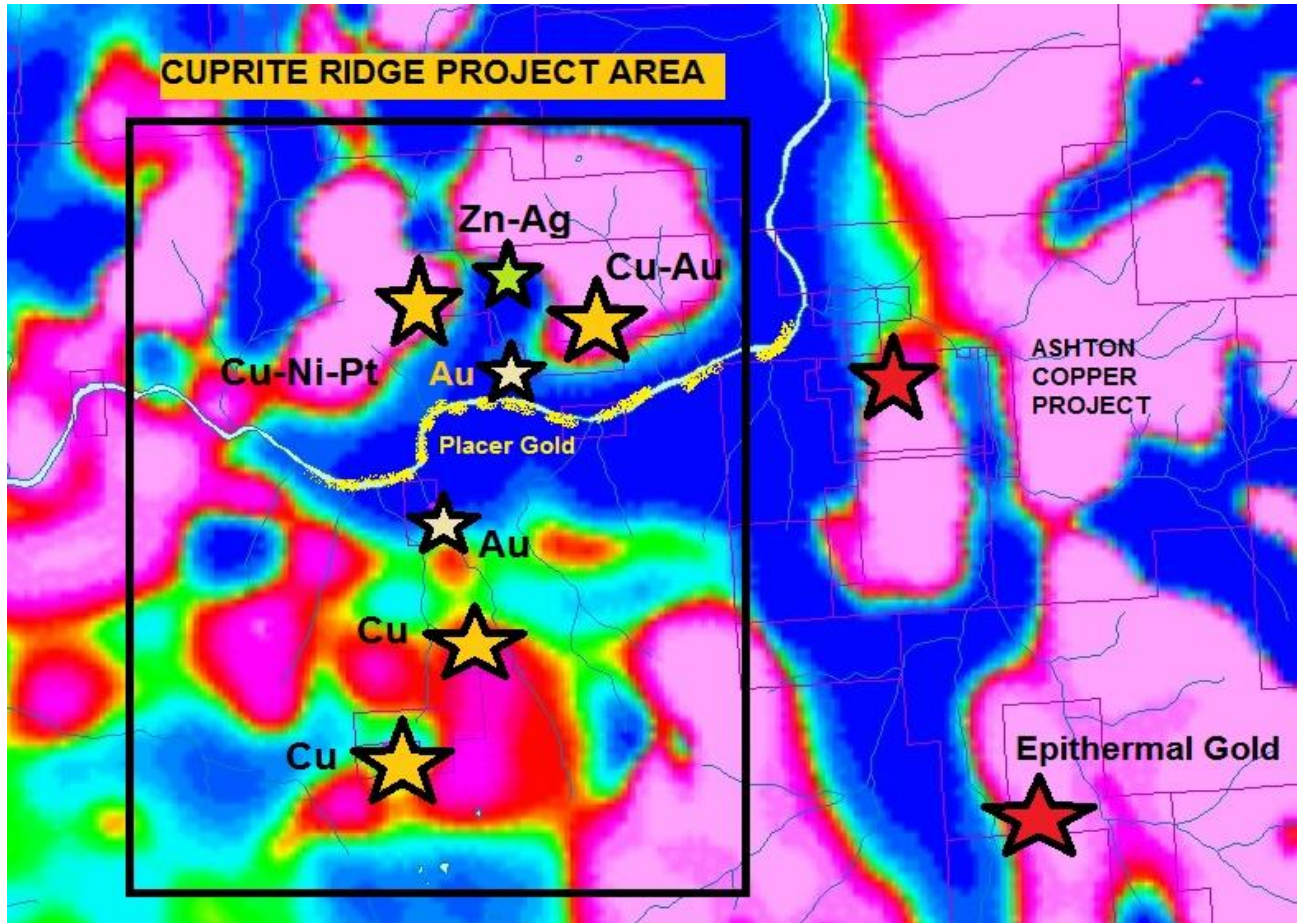 CUPRITE RIDGE PROJECT AREA
Zn-Ag
Cu-Au
Cu-Ni-Pt
Au
ASHTON
COPPER
PROJECT
Placer Gold
Au
Cu
Cu
Epithermal Gold